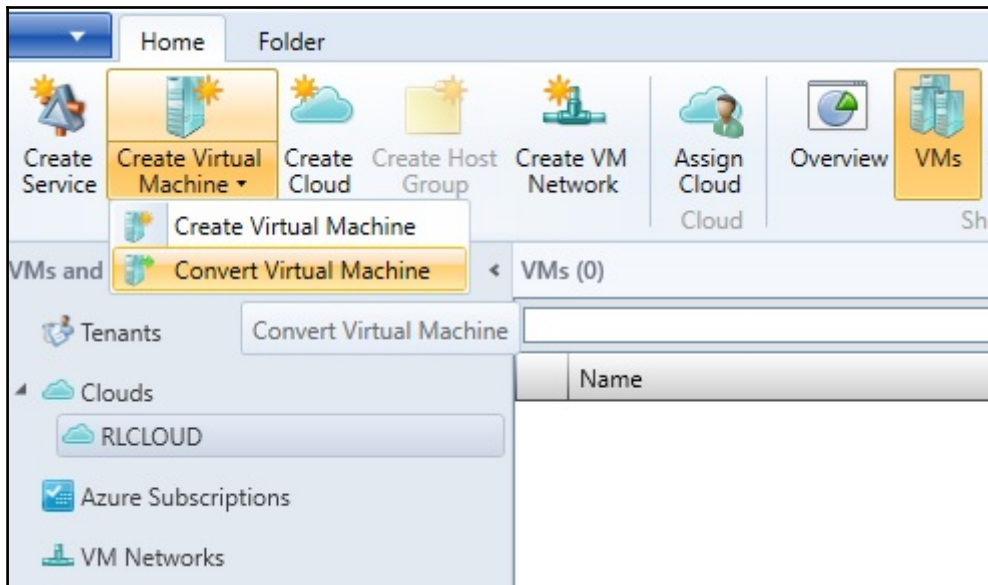 Home Folder
Create Service
Create Virtual Machine
Create Cloud
Create Host Group
Create VM Network
Assign Cloud
Overview
VMs
Cloud
Sh
Create Virtual Machine
Convert Virtual Machine
VMs and
VMs (0)
Convert Virtual Machine
Tenants
Name
Clouds
RLCLOUD
Azure Subscriptions
VM Networks